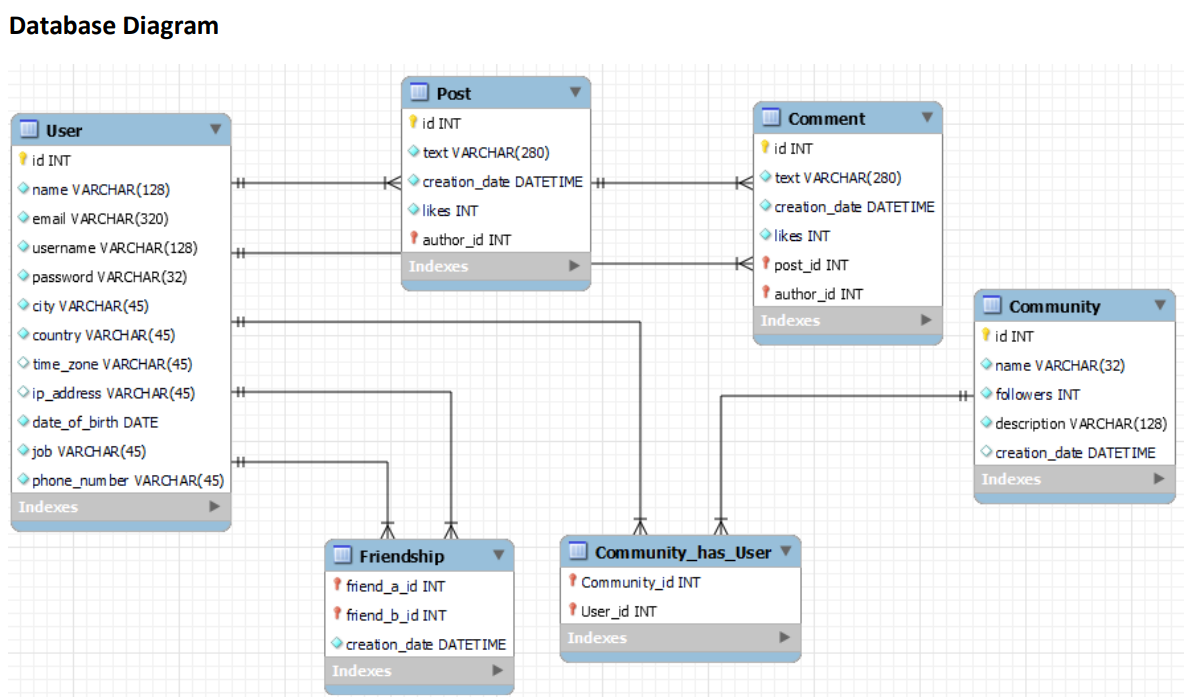 Database Diagram
User
id INT
name VARCHAR(128)
email VARCHAR(320)
username VARCHAR(128)
password VARCHAR(32)
city VARCHAR(45)
country VARCHAR(45)
time_zone VARCHAR(45)
ip_address VARCHAR(45)
date_of_birth DATE
job VARCHAR(45)
phone_number VARCHAR(45)
Indexes
Post
id INT
text VARCHAR(280)
creation_date DATETIME
likes INT
author_id INT
Indexes
Comment
id INT
text VARCHAR(280)
creation_date DATETIME
likes INT
post_id INT
author_id INT
Indexes
Community
id INT
name VARCHAR(32)
followers INT
description VARCHAR(128)
creation_date DATETIME
Indexes
Friendship
friend_a_id INT
friend_b_id INT
creation_date DATETIME
Indexes
Community_has_User
Community_id INT
User_id INT
Indexes